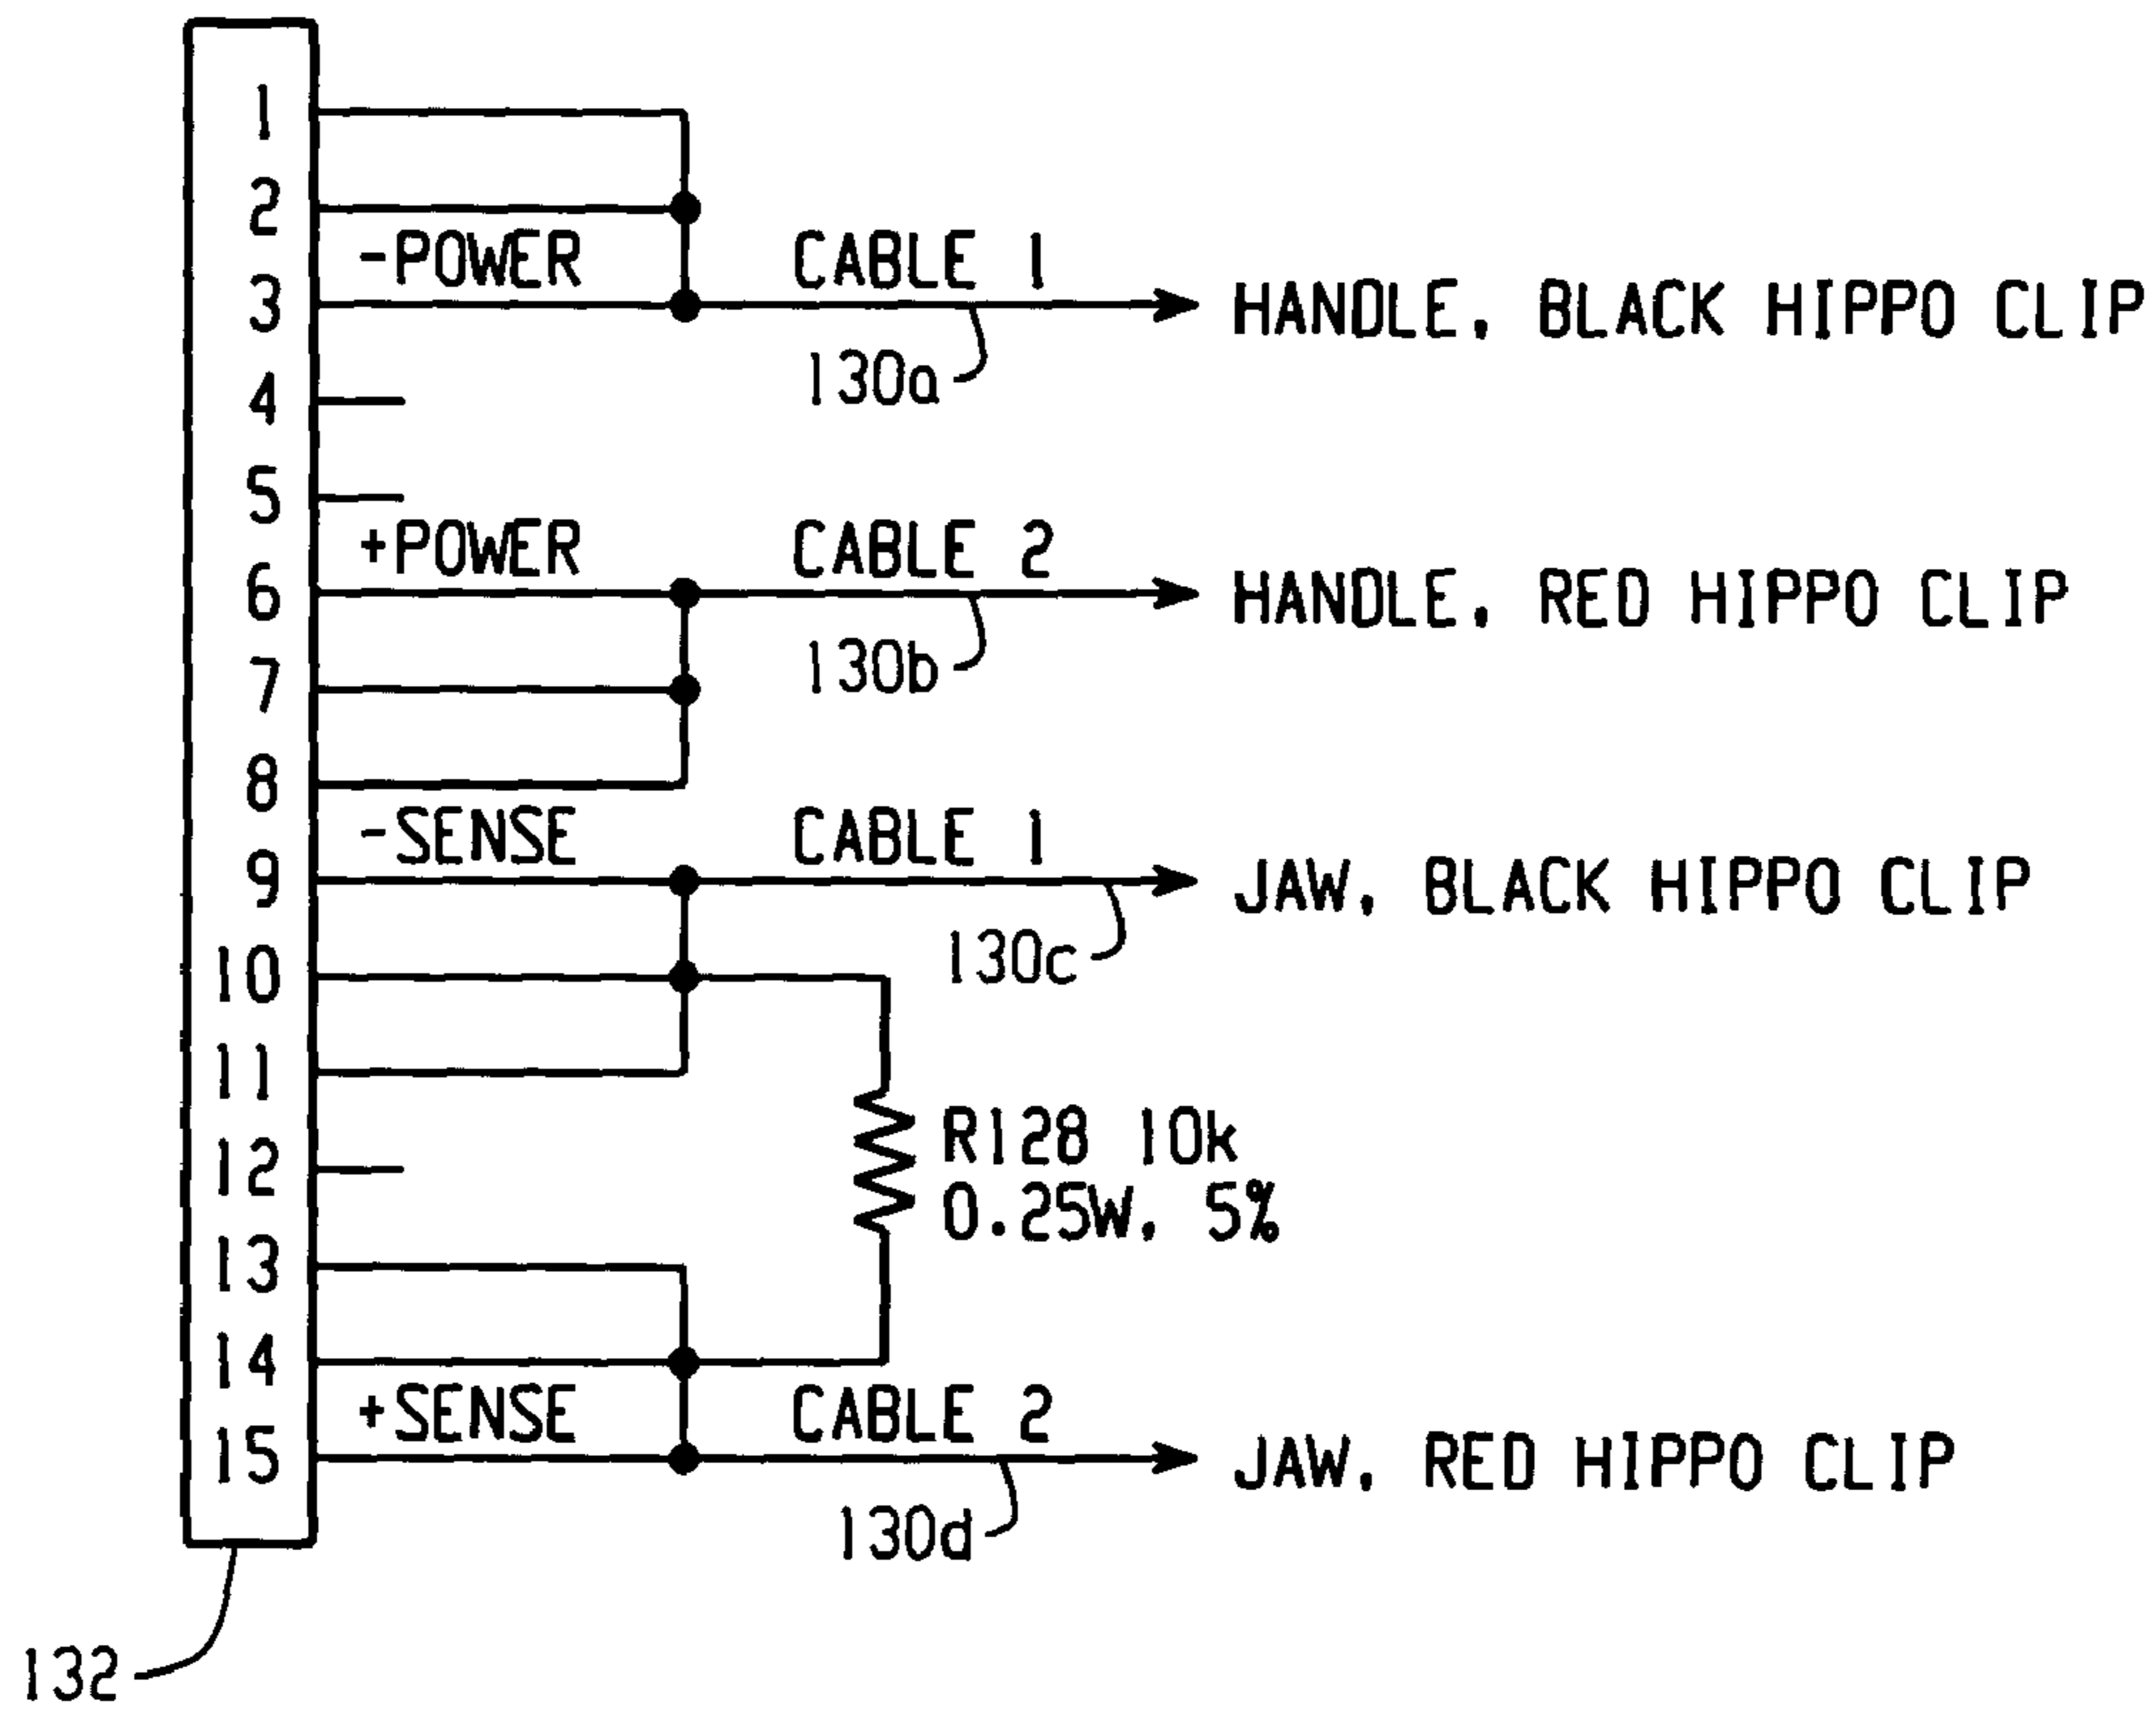 1
2
-POWER CABLE 1
3 HANDLE, BLACK HIPPO CLIP
130a
4
5
+POWER CABLE 2
6 HANDLE, RED HIPPO CLIP
130b
7
8
-SENSE CABLE 1
9 JAW, BLACK HIPPO CLIP
130c
10
11
R128 10k
12
0.25W, 5%
13
14
+SENSE CABLE 2
15 JAW, RED HIPPO CLIP
130d
132